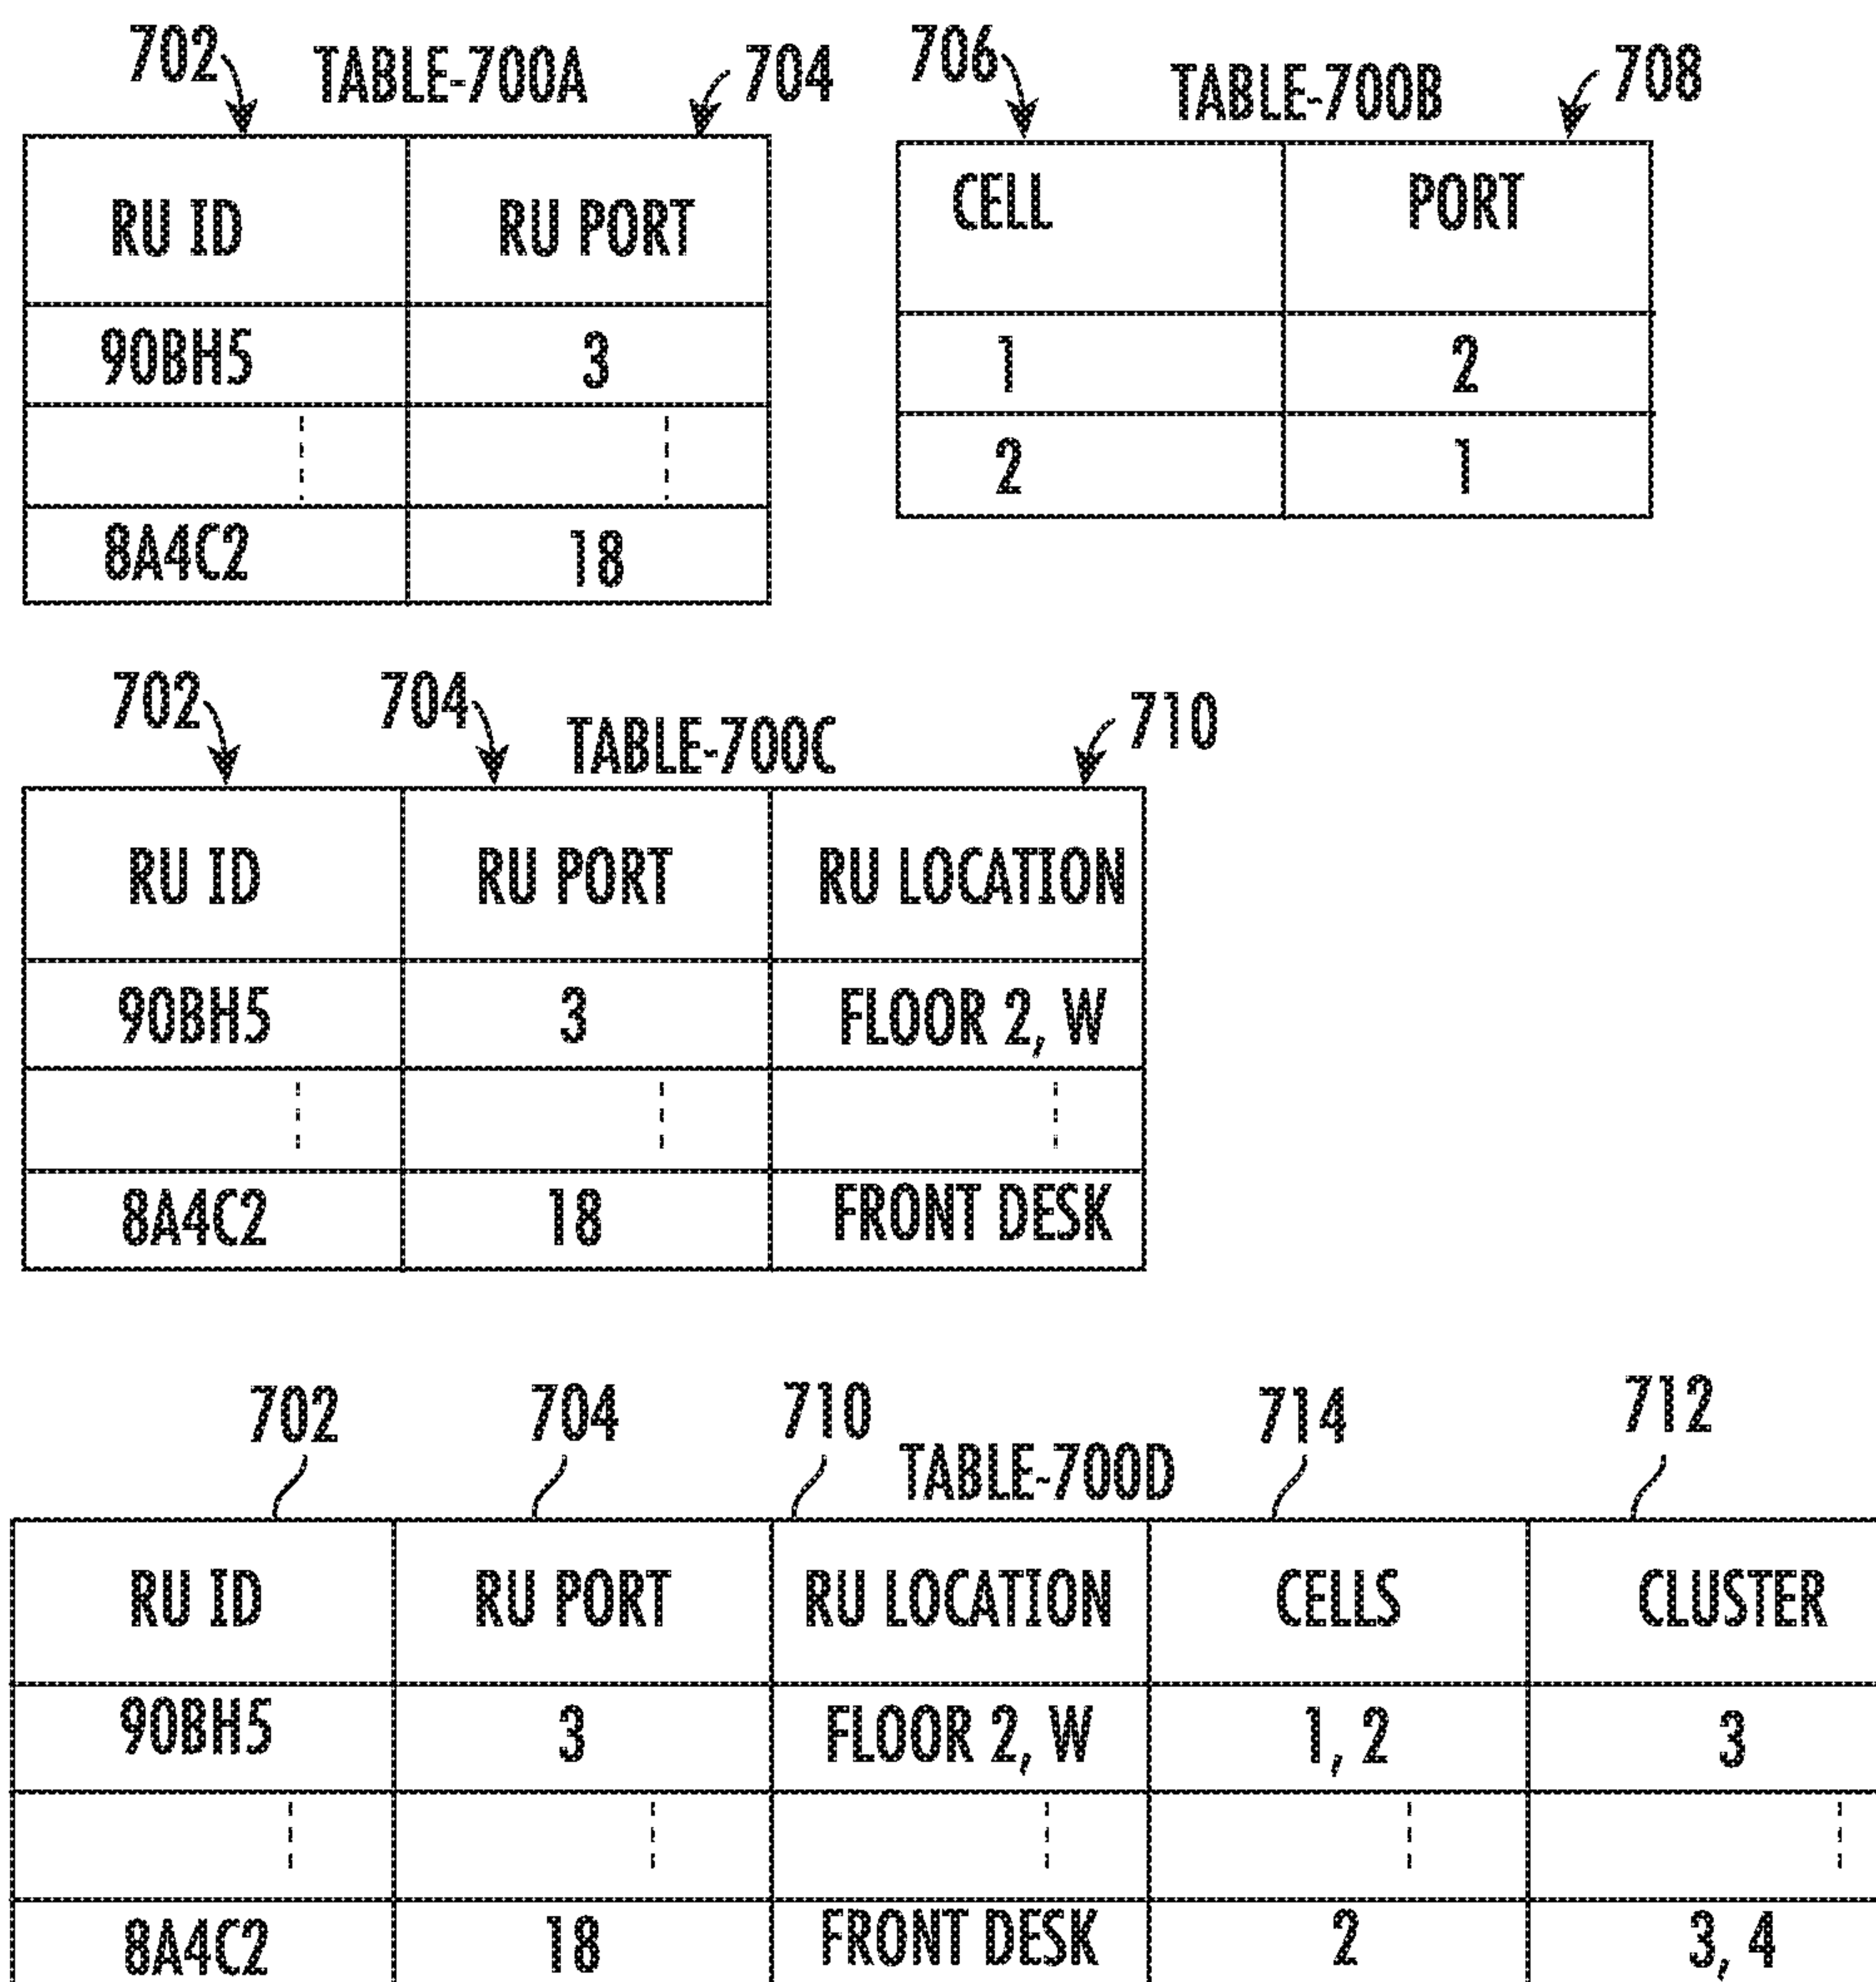 702 TABLE-700A 704
RU ID RU PORT
90BH5 3
8A4C2 18
706 TABLE-700B 708
CELL PORT
1 2
2 1
702 704 TABLE-700C 710
RU ID RU PORT RU LOCATION
90BH5 3 FLOOR 2, W
8A4C2 18 FRONT DESK
702 704 710 TABLE-700D 714 712
RU ID RU PORT RU LOCATION CELLS CLUSTER
90BH5 3 FLOOR 2, W 1, 2 3
8A4C2 18 FRONT DESK 2 3, 4